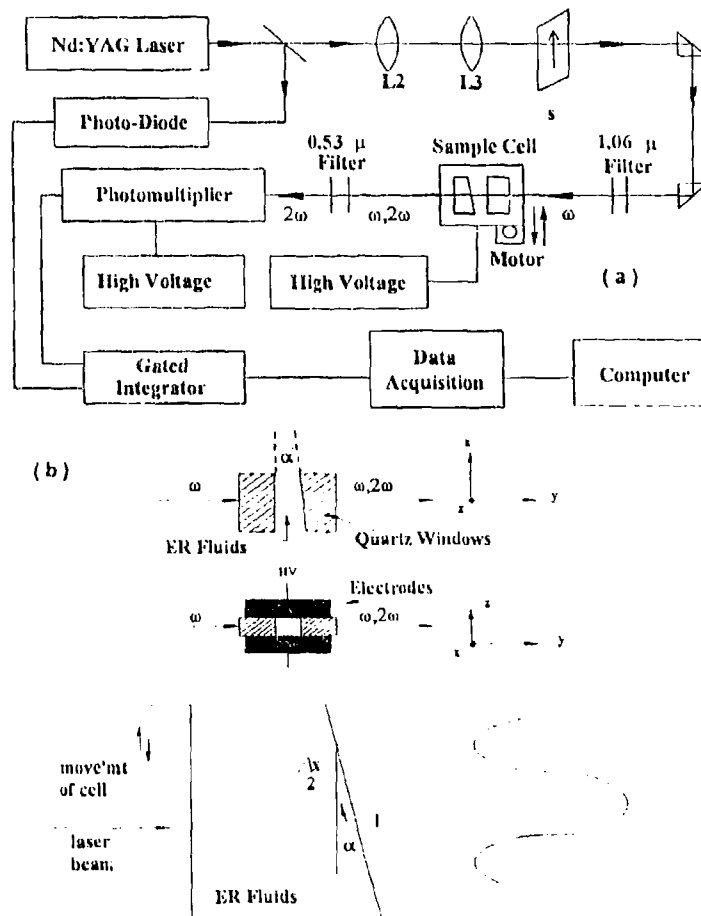 Nd:YAG Laser
L2
L3
s
Photo-Diode
0.53 μ
Filter
Sample Cell
1.06 μ
Filter
Photomultiplier
2ω
ω,2ω
ω
Motor
High Voltage
High Voltage
(a)
Gated
Integrator
Data
Acquisition
Computer
(b)
α
x
ω
ω,2ω
z
y
ER Fluids
Quartz Windows
HV
Electrodes
ω
ω,2ω
z
x
y
move'mt
of cell
2
l
laser
beam
α
ER Fluids